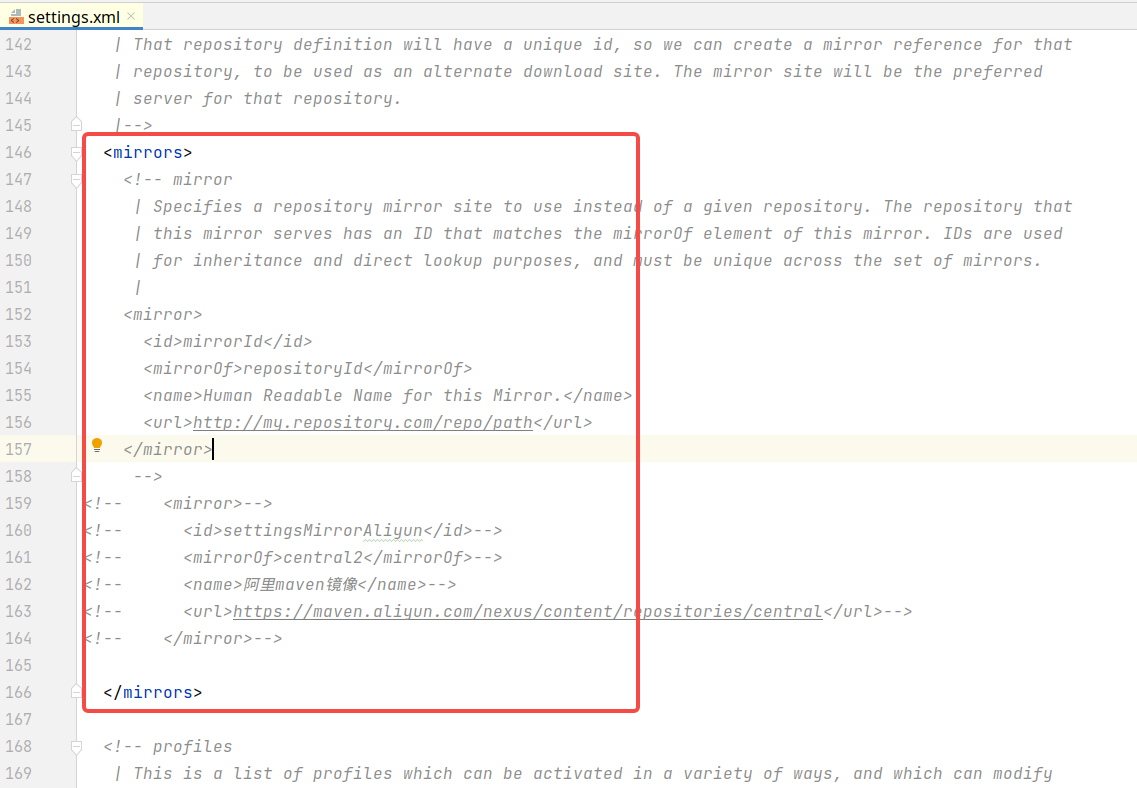 settings.xml
142 | That repository definition will have a unique id, so we can create a mirror reference for that
143 | repository, to be used as an alternate download site. The mirror site will be the preferred
144 | server for that repository.
145 |-->
146 <mirrors>
147 <!-- mirror
148 | Specifies a repository mirror site to use instead of a given repository. The repository that
149 | this mirror serves has an ID that matches the mirrorOf element of this mirror. IDs are used
150 | for inheritance and direct lookup purposes, and must be unique across the set of mirrors.
151 |
152 <mirror>
153 <id>mirrorId</id>
154 <mirrorOf>repositoryId</mirrorOf>
155 <name>Human Readable Name for this Mirror.</name>
156 <url>http://my.repository.com/repo/path</url>
157 </mirror>
158 -->
159 <!-- <mirror>-->
160 <!-- <id>settingsMirrorAliyun</id>-->
161 <!-- <mirrorOf>central2</mirrorOf>-->
162 <!-- <name>阿里maven镜像</name>-->
163 <!-- <url>https://maven.aliyun.com/nexus/content/repositories/central</url>-->
164 <!-- </mirror>-->
165
166 </mirrors>
167
168 <!-- profiles
169 | This is a list of profiles which can be activated in a variety of ways, and which can modify